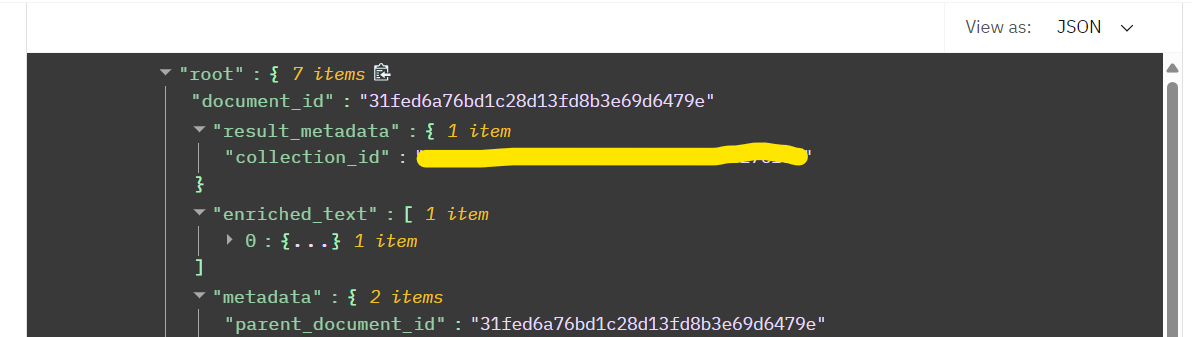 View as: JSON
"root" : { 7 items
"document_id" : "31fed6a76bd1c28d13fd8b3e69d6479e"
"result_metadata" : { 1 item
"collection_id" :
}
"enriched_text" : [ 1 item
0 : {...} 1 item
]
"metadata" : { 2 items
"parent_document_id" : "31fed6a76bd1c28d13fd8b3e69d6479e"